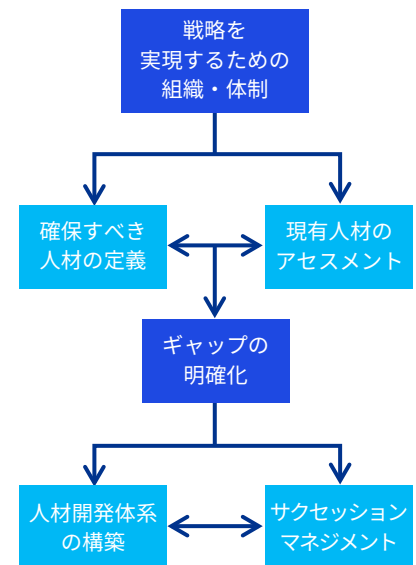 戦略を
実現するための
組織・体制
確保すべき
人材の定義
現有人材の
アセスメント
ギャップの
明確化
人材開発体系
の構築
サクセッション
マネジメント